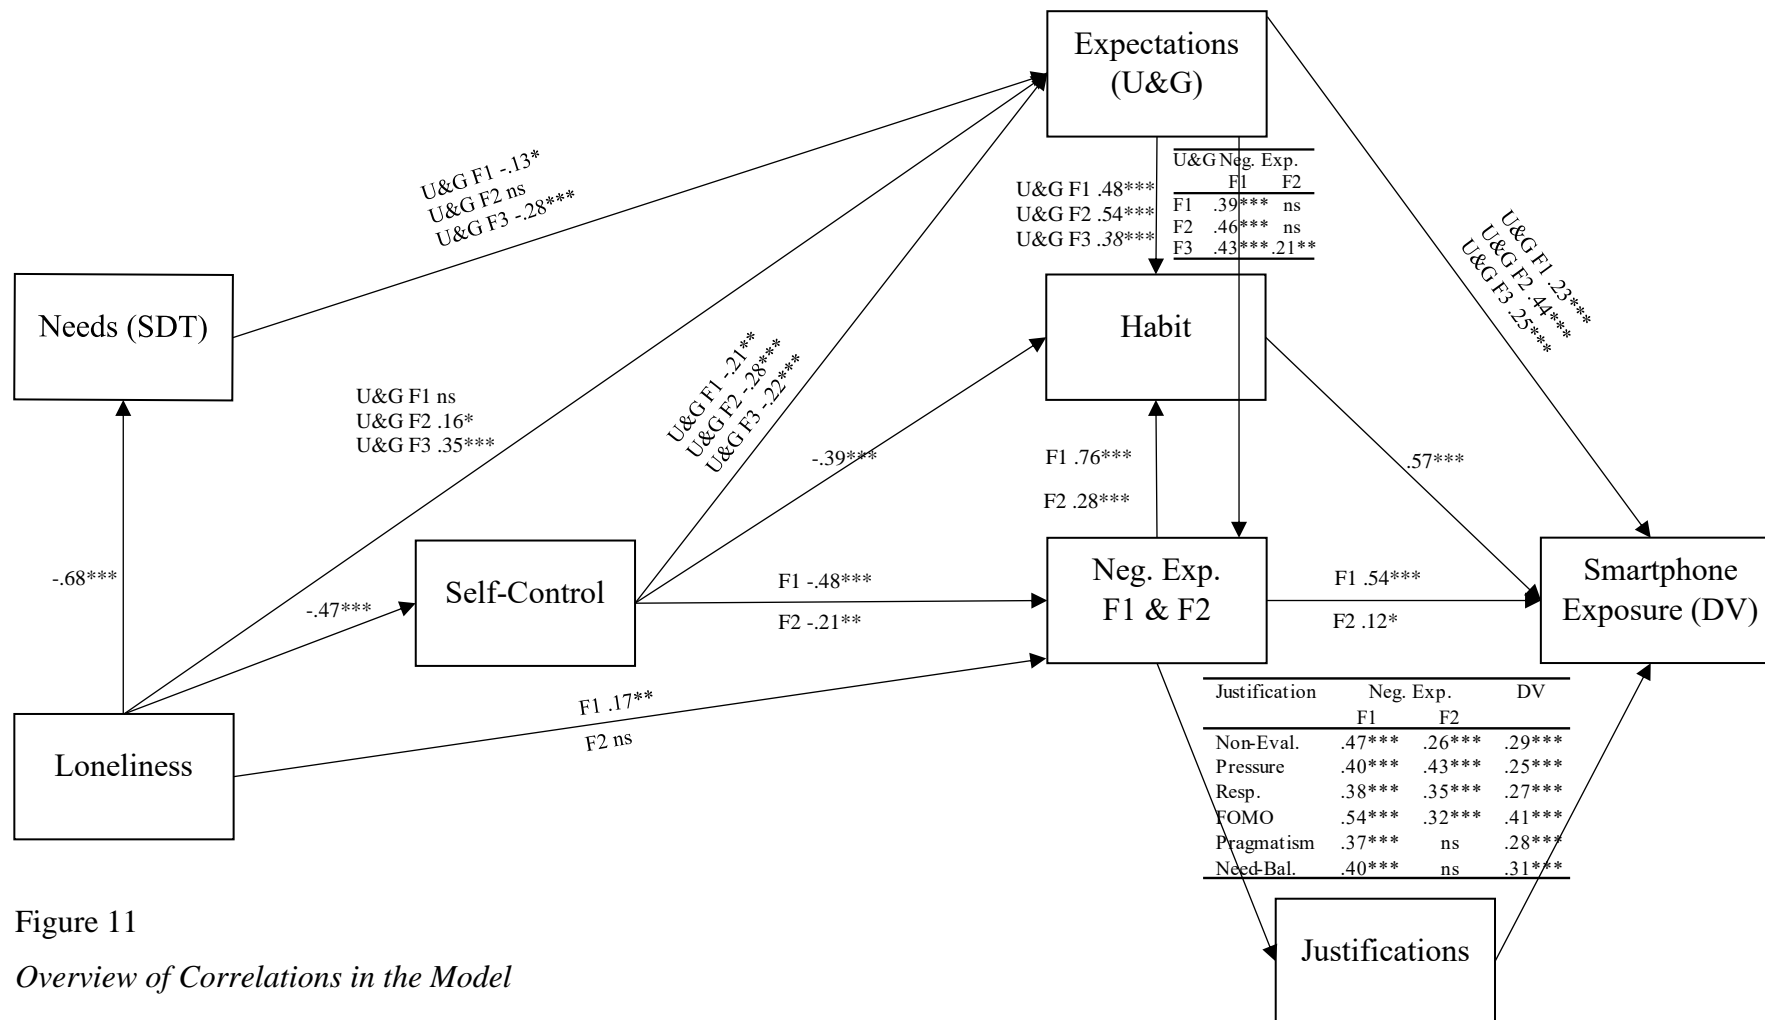 Expectations
(U&G)
U&G F1 -.13*
U&G F2 ns
U&G F3 -.28***
U&G F1 .48***
U&G F2 .54***
U&G F3 .38***
U&G Neg. Exp.
F1 F2
F1 .39*** ns
F2 .46*** ns
F3 .43*** .21**
U&G F1 .23***
U&G F2 .44***
U&G F3 .25***
Needs (SDT)
Habit
U&G F1 ns
U&G F2 .16*
U&G F3 .35***
U&G F1 -.21**
U&G F2 -.28***
U&G F3 -.22***
-.39***
F1 .76***
F2 .28***
.57***
-.68***
-.47***
Self-Control
F1 -.48***
F2 -.21**
Neg. Exp.
F1 & F2
F1 .54***
F2 .12*
Smartphone
Exposure (DV)
Loneliness
F1 .17**
F2 ns
Justification Neg. Exp. DV
F1 F2
Non-Eval. .47*** .26*** .29***
Pressure .40*** .43*** .25***
Resp. .38*** .35*** .27***
FOMO .54*** .32*** .41***
Pragmatism .37*** ns .28***
Need-Bal. .40*** ns .31***
Justifications
Figure 11
Overview of Correlations in the Model